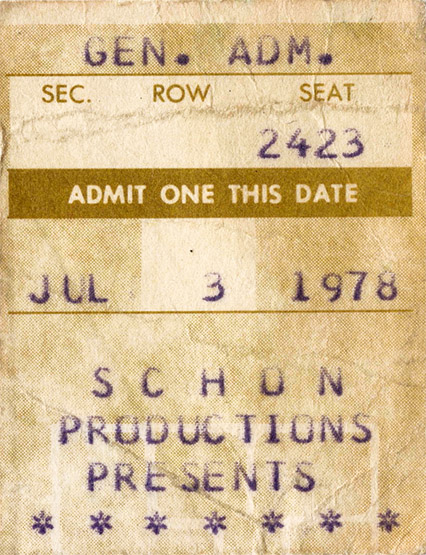 GEN. ADM.
SEC. ROW SEAT
2423
ADMIT ONE THIS DATE
JUL 3 1978
SCHON
PRODUCTIONS
PRESENTS
* * * * * * *